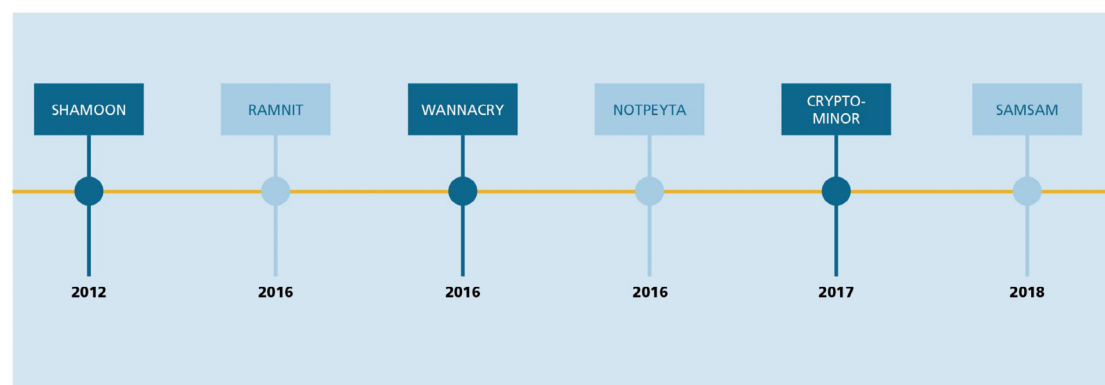 SHAMOON
RAMNIT
WANNACRY
NOTPEYTA
CRYPTO-
MINOR
SAMSAM
2012
2016
2016
2016
2017
2018